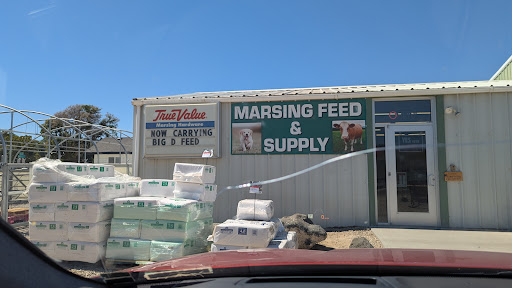 True Value
Marsing Hardware
NOW CARRYING
BIG D FEED
MARSING FEED
&
SUPPLY